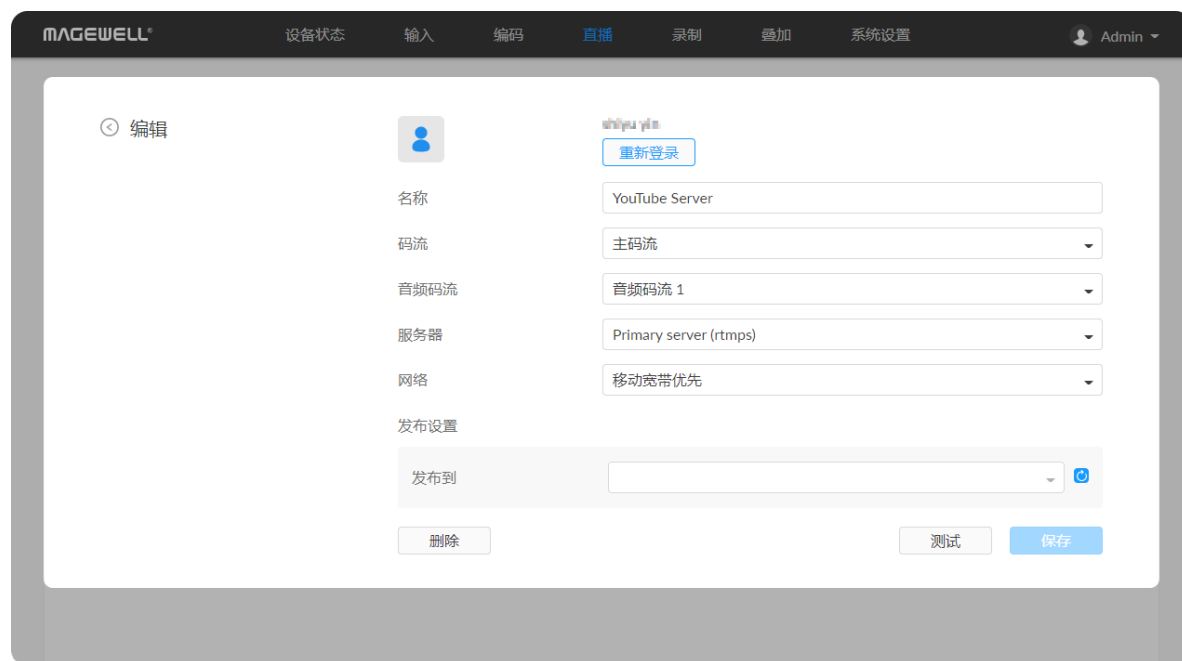 MAGEWELL® 设备状态 输入 编码 直播 录制 叠加 系统设置 Admin
编辑
重新登录
名称 YouTube Server
码流 主码流
音频码流 音频码流 1
服务器 Primary server (rtmps)
网络 移动宽带优先
发布设置
发布到
删除 测试 保存